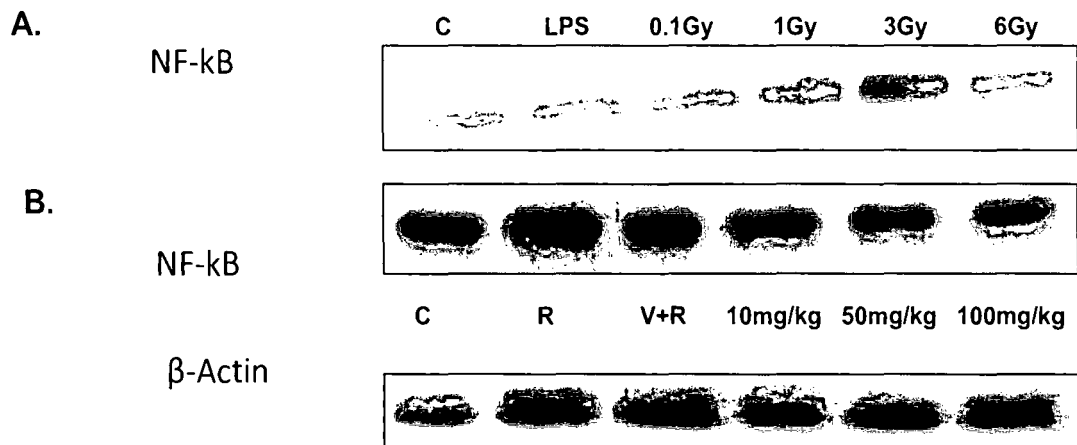 A.
C LPS 0.1Gy 1Gy 3Gy 6Gy
NF-kB
B.
NF-kB
C R V+R 10mg/kg 50mg/kg 100mg/kg
β-Actin